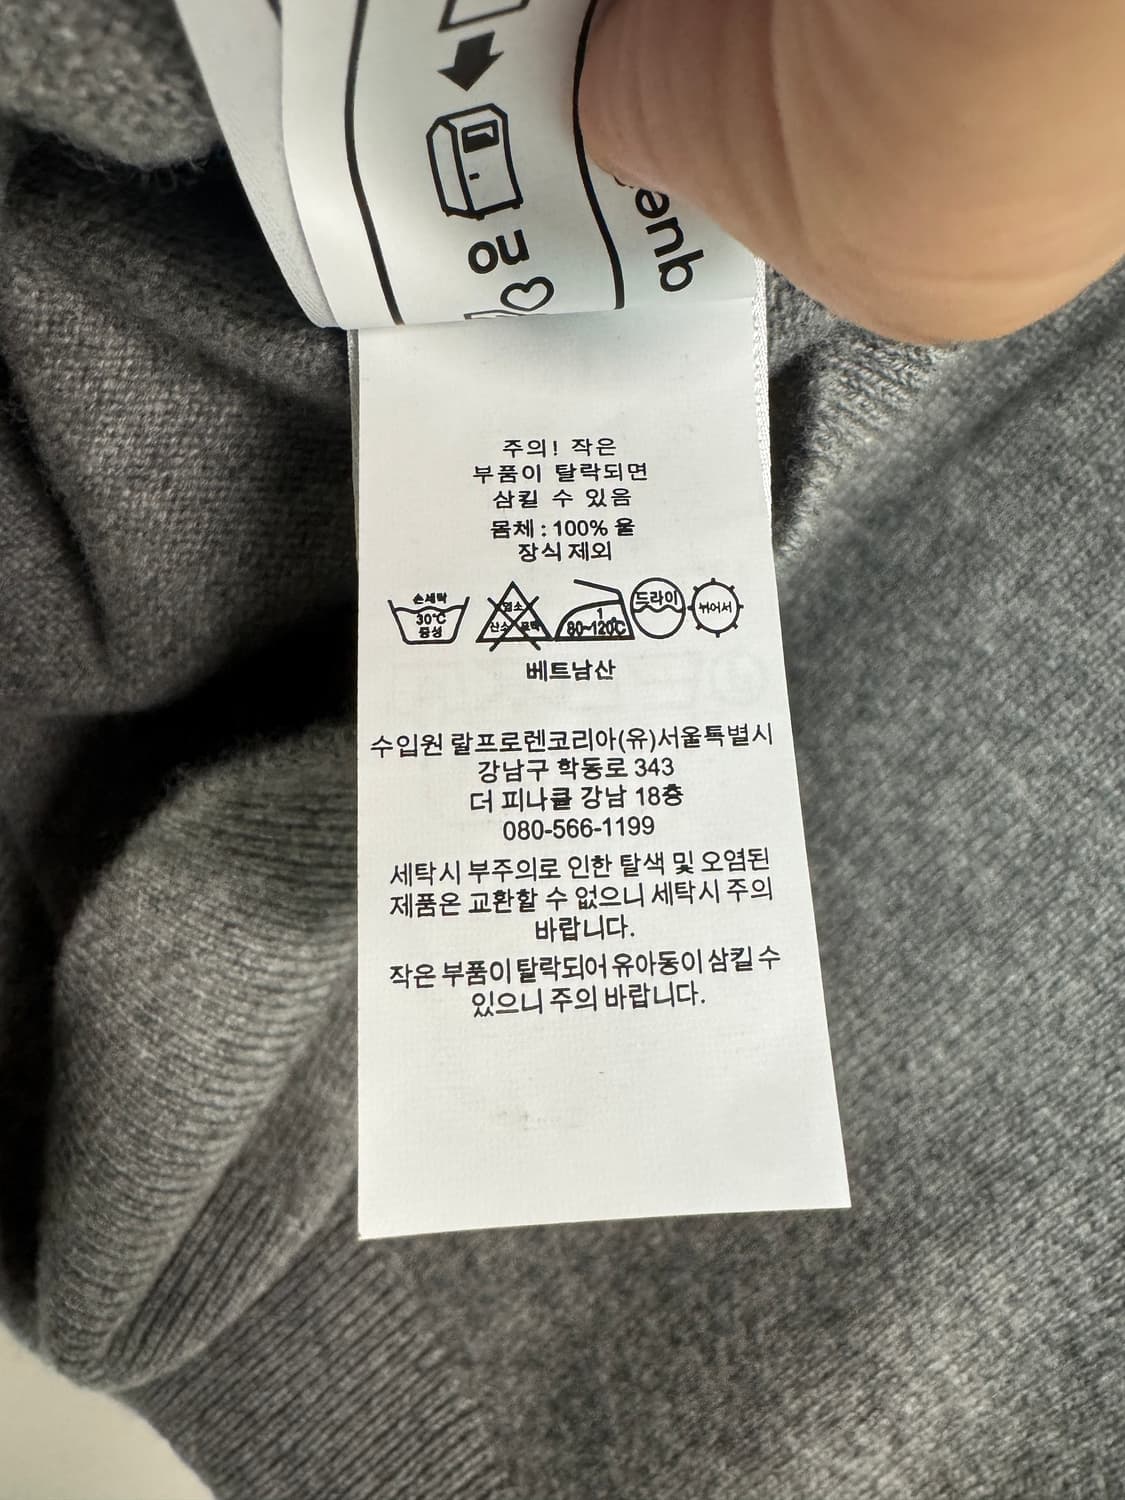 ou
주의! 작은
부품이 탈락되면
삼킬 수 있음
몸체 : 100% 울
장식 제외
손세탁
30℃
중성
염소
산소 표백
1
80~120℃
드라이
뉘어서
베트남산
수입원 랄프로렌코리아(유)서울특별시
강남구 학동로 343
더 피나클 강남 18층
080-566-1199
세탁시 부주의로 인한 탈색 및 오염된
제품은 교환할 수 없으니 세탁시 주의
바랍니다.
작은 부품이 탈락되어 유아동이 삼킬 수
있으니 주의 바랍니다.